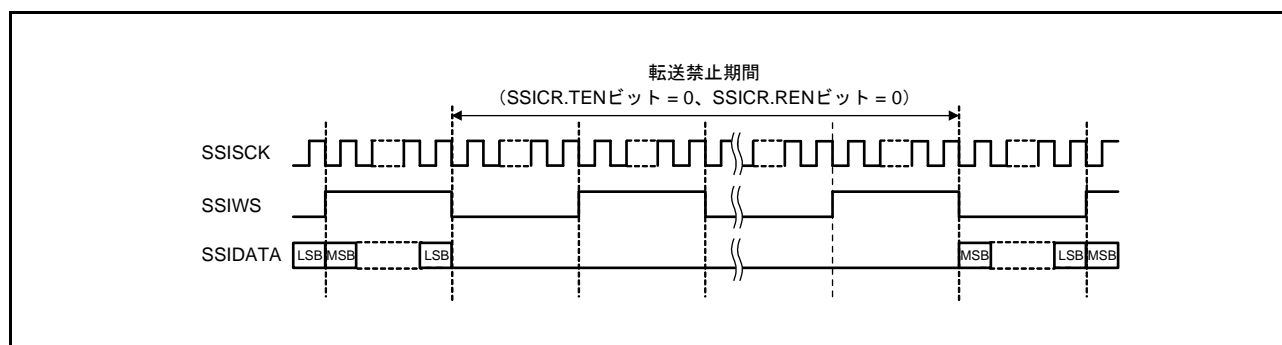 転送禁止期間
（SSICR.TENビット = 0、SSICR.RENビット = 0）
SSISCK
SSIWS
SSIDATA LSB MSB LSB MSB LSB MSB